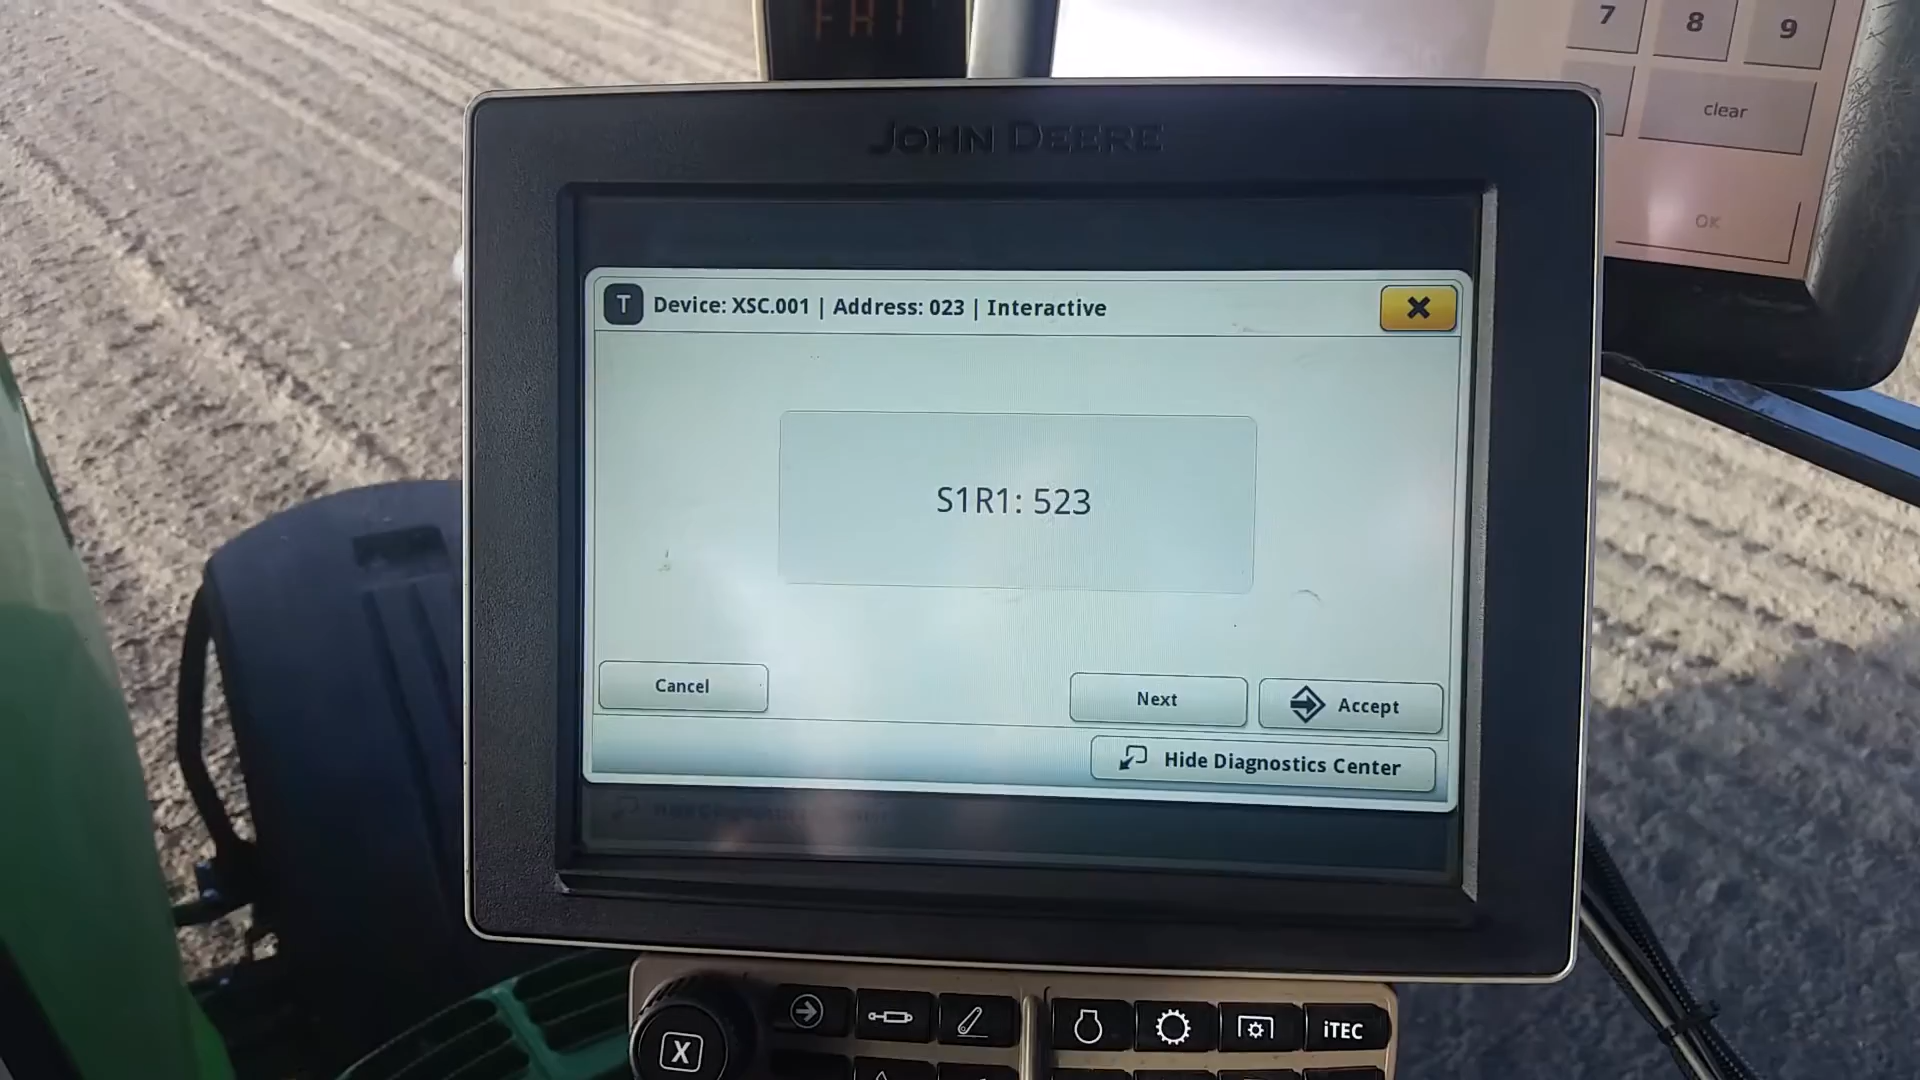 FAT
7 8 9
clear
OK
JOHN DEERE
T Device: XSC.001 | Address: 023 | Interactive
S1R1: 523
Cancel
Next
Accept
Hide Diagnostics Center
X
iTEC